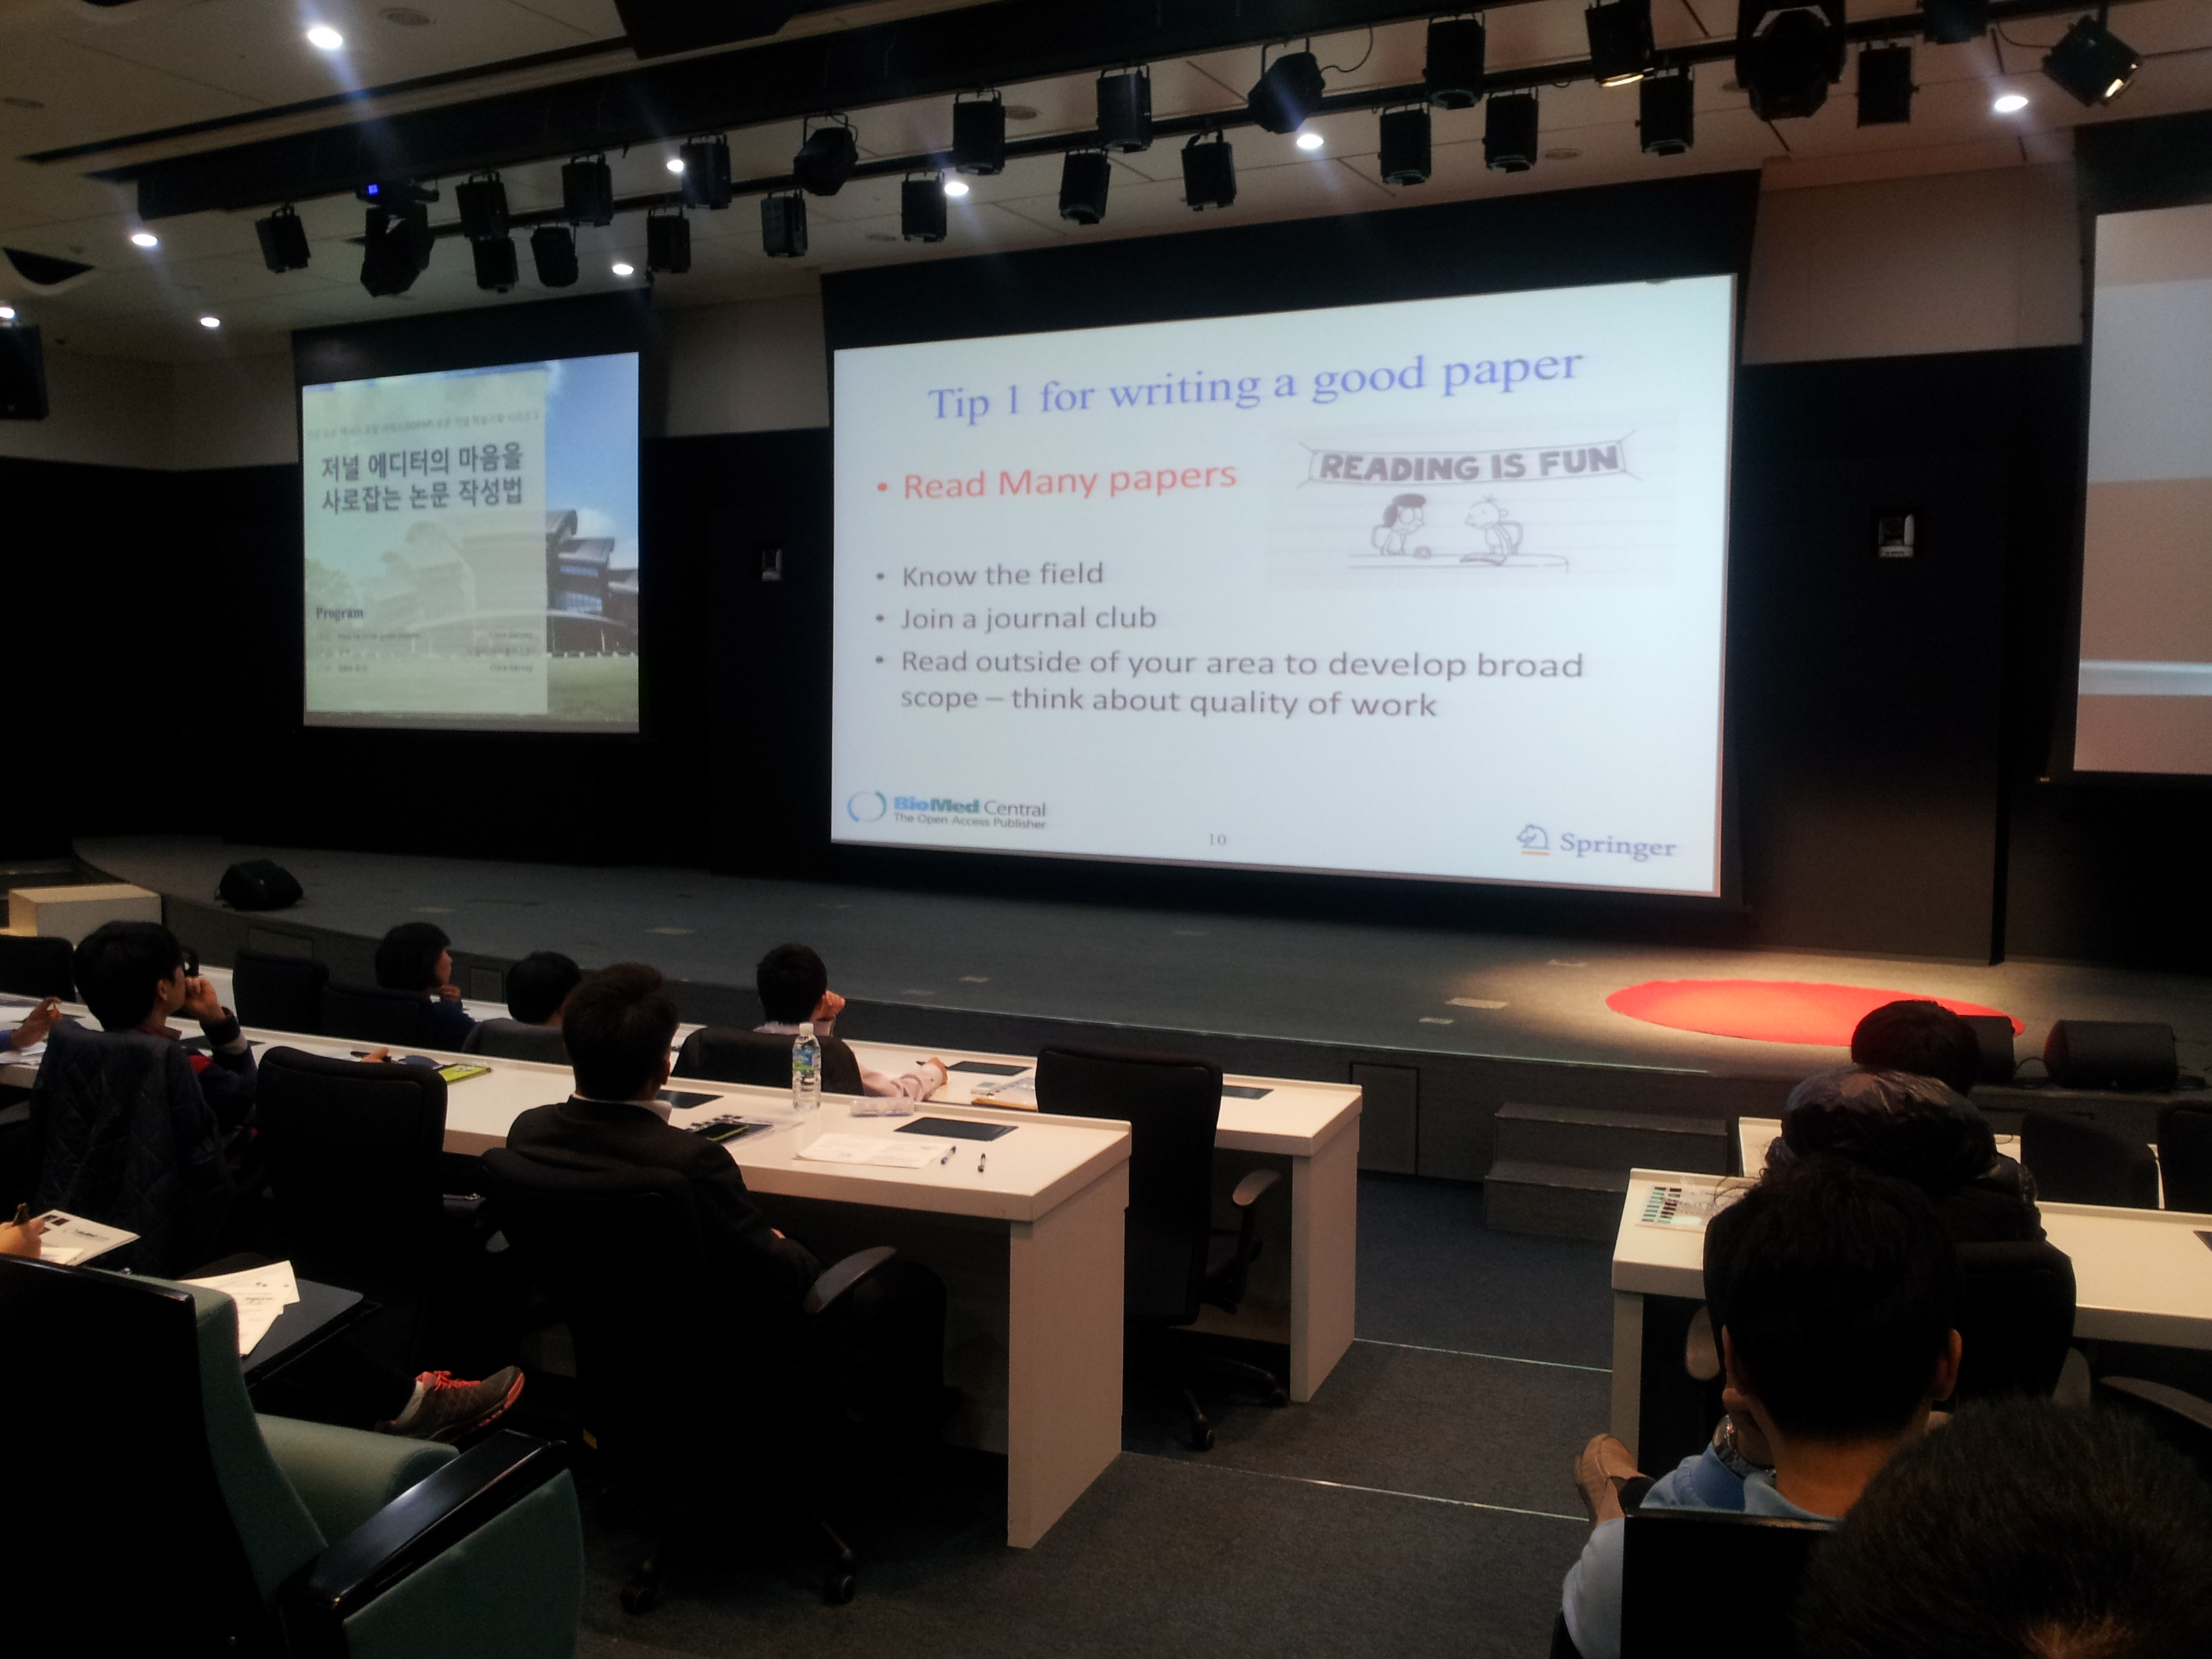 저널 에디터의 마음을
사로잡는 논문 작성법
Program
Tip 1 for writing a good paper
• Read Many papers
READING IS FUN
• Know the field
• Join a journal club
• Read outside of your area to develop broad
scope – think about quality of work
BioMed Central
The Open Access Publisher
10
Springer